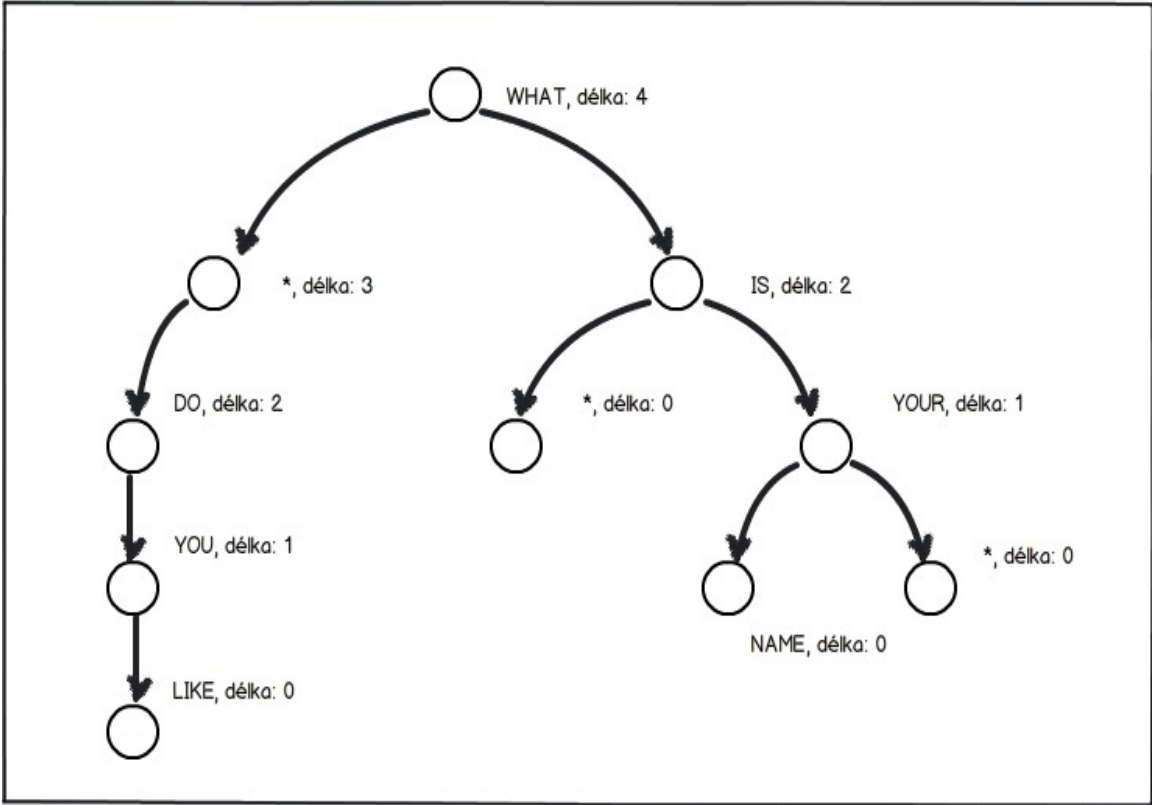 WHAT, délka: 4
*, délka: 3
IS, délka: 2
DO, délka: 2
*, délka: 0
YOUR, délka: 1
YOU, délka: 1
*, délka: 0
NAME, délka: 0
LIKE, délka: 0